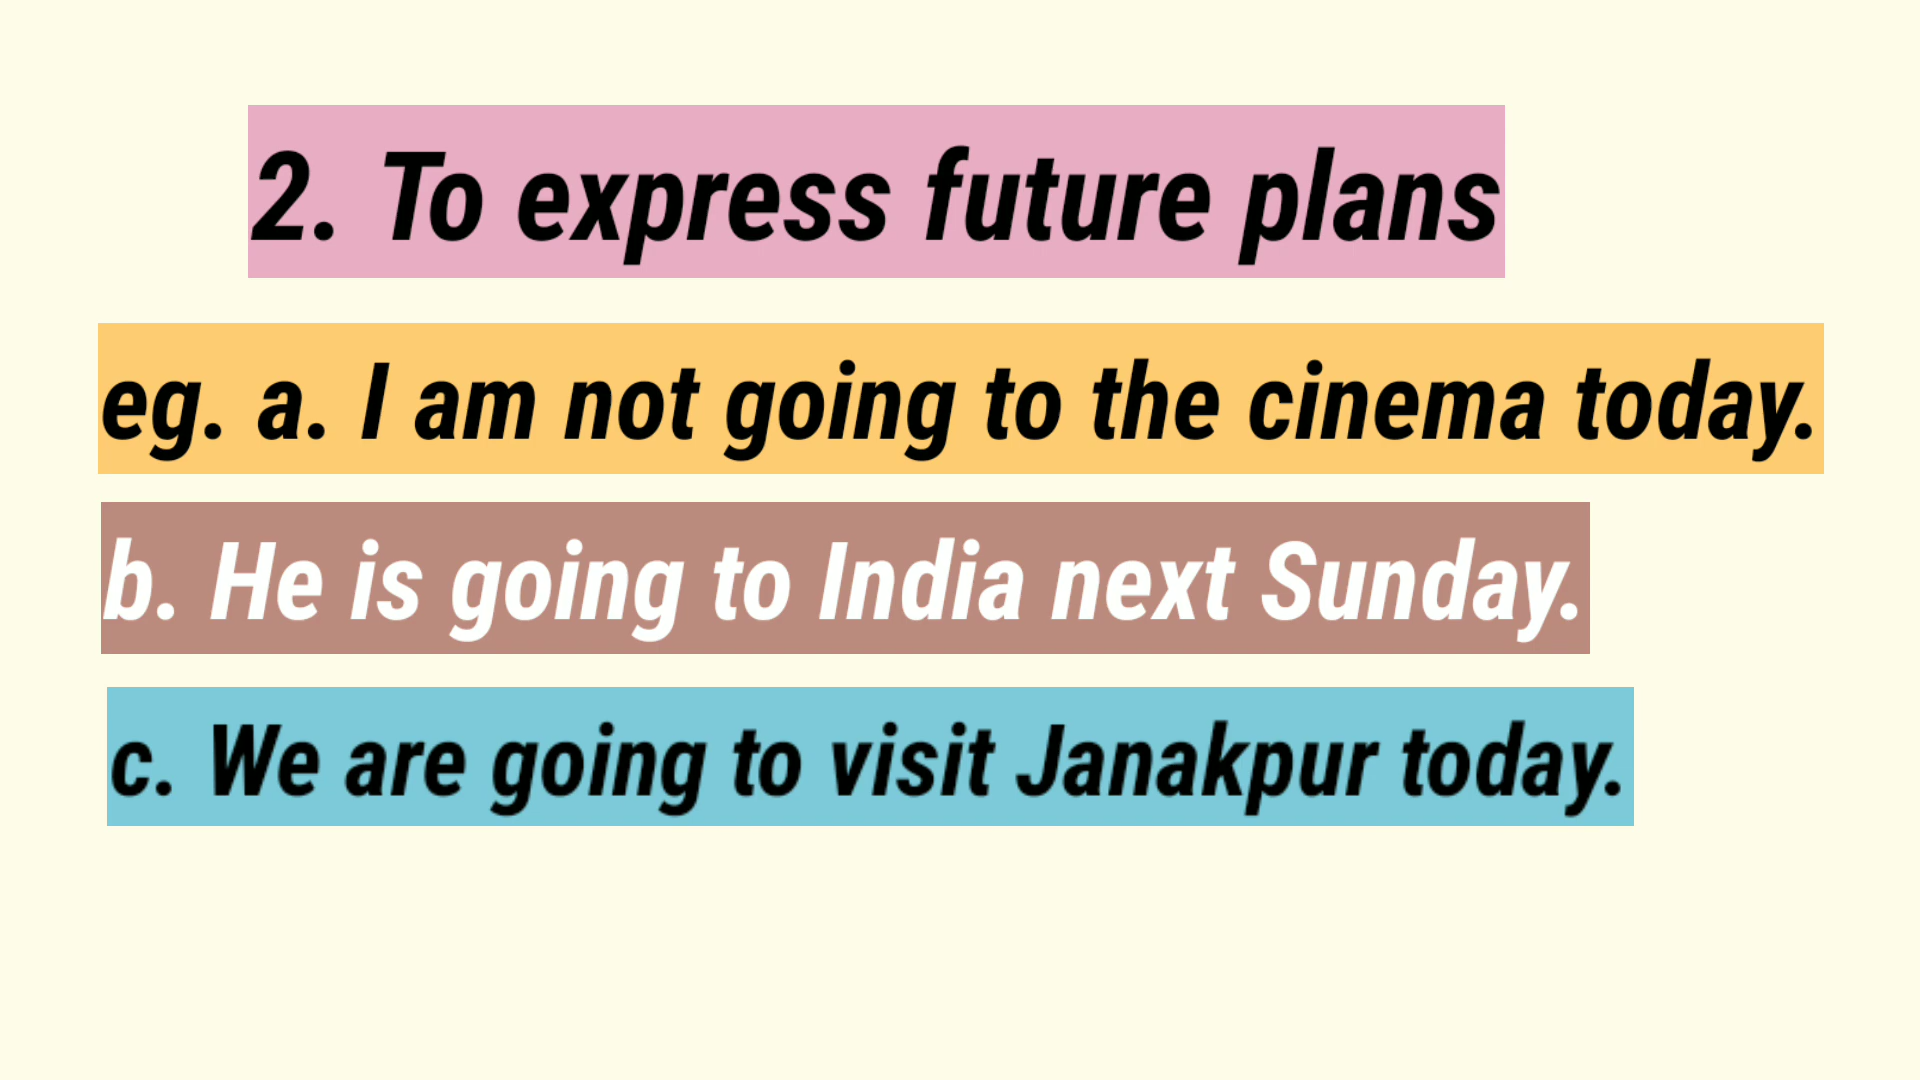 2. To express future plans
eg. a. I am not going to the cinema today.
b. He is going to India next Sunday.
c. We are going to visit Janakpur today.